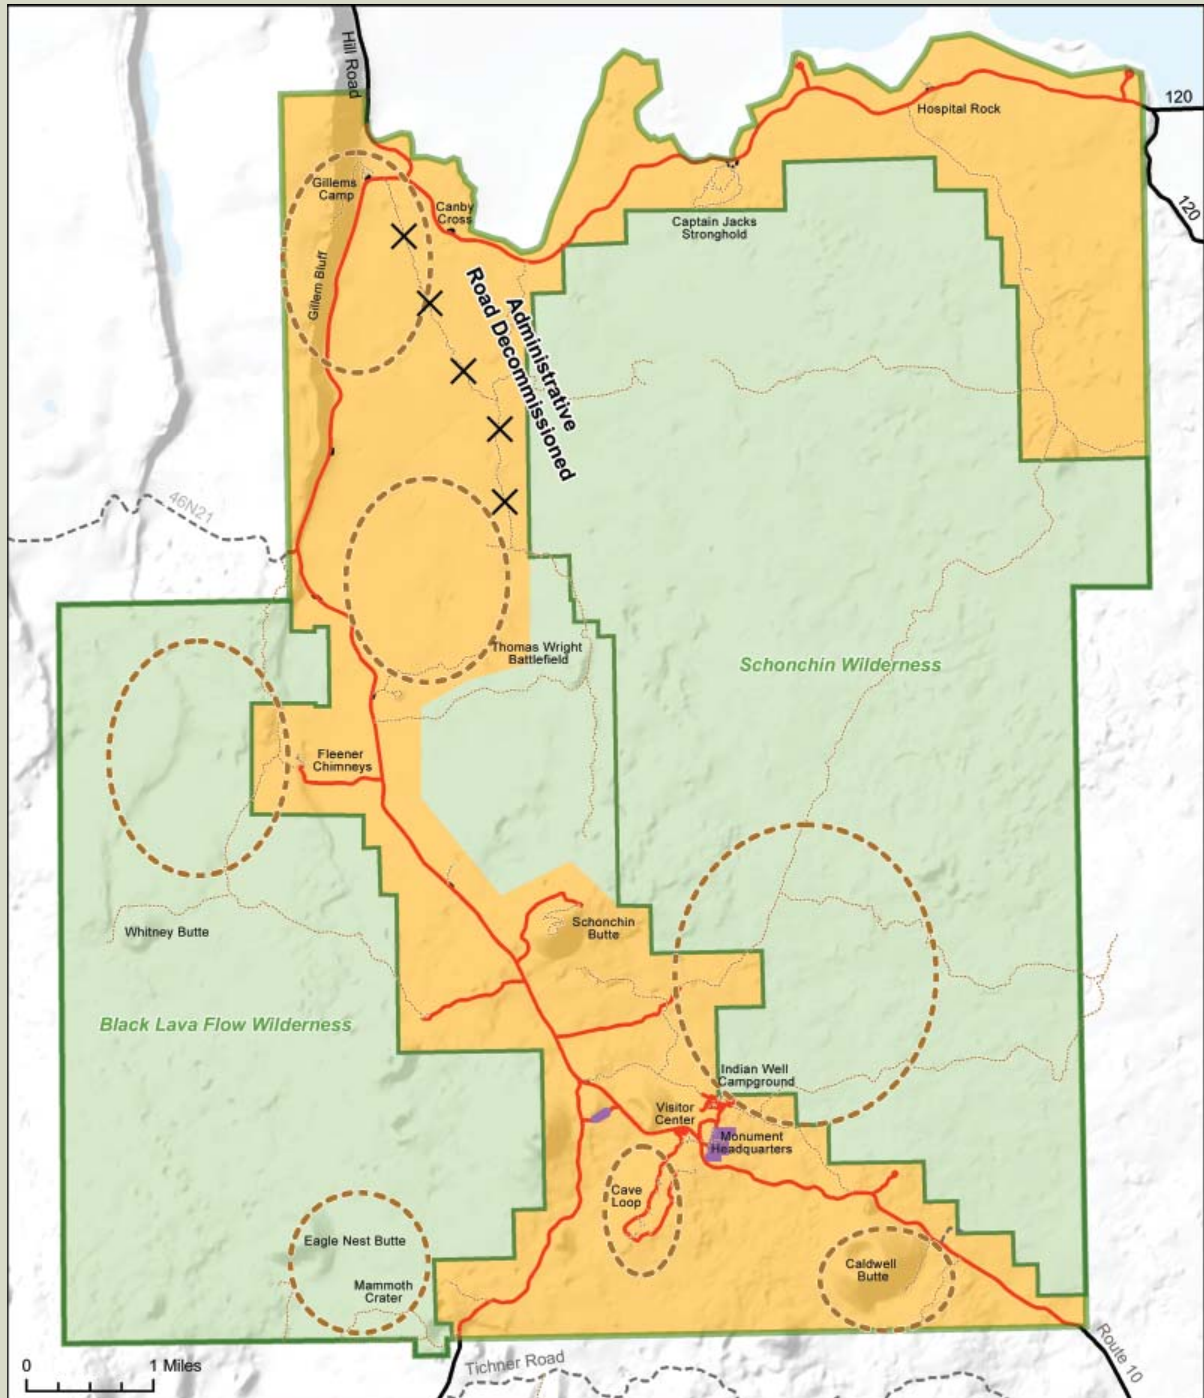 Hill Road
120
Hospital Rock
Gillems
Camp
Canby
Cross
120
Captain Jacks
Stronghold
Gillem Bluff
Administrative
Road Decommissioned
46N21
Thomas Wright
Battlefield
Schonchin Wilderness
Fleener
Chimneys
Schonchin
Butte
Whitney Butte
Black Lava Flow Wilderness
Indian Well
Campground
Visitor
Center
Monument
Headquarters
Cave
Loop
Eagle Nest Butte
Caldwell
Butte
Mammoth
Crater
Route 10
0
1 Miles
Tichner Road